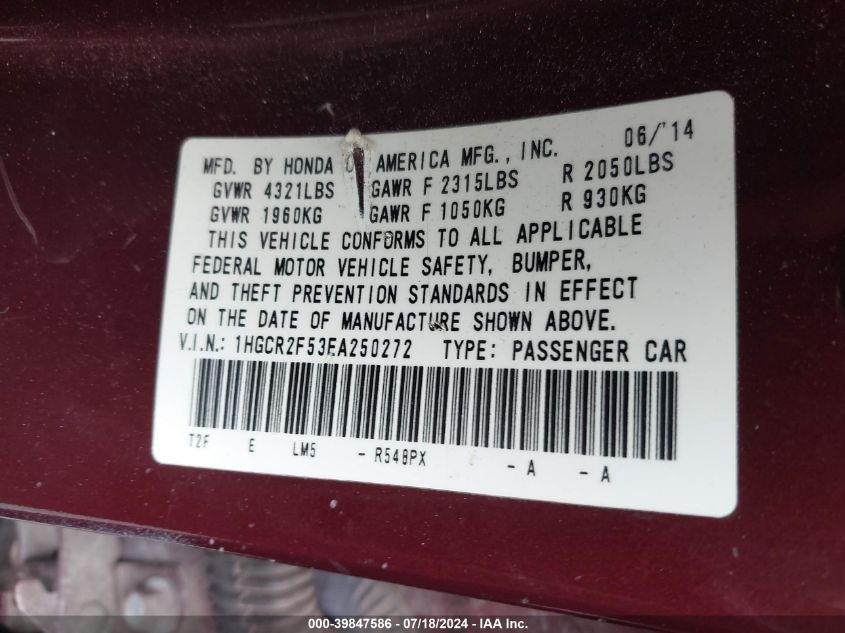 06/'14
MFD. BY HONDA OF AMERICA MFG., INC.
GVWR 4321LBS GAWR F 2315LBS R 2050LBS
GVWR 1960KG GAWR F 1050KG R 930KG
THIS VEHICLE CONFORMS TO ALL APPLICABLE
FEDERAL MOTOR VEHICLE SAFETY, BUMPER,
AND THEFT PREVENTION STANDARDS IN EFFECT
ON THE DATE OF MANUFACTURE SHOWN ABOVE.
V.I.N.: 1HGCR2F53EA250272 TYPE: PASSENGER CAR
T2F E LM5 - R548PX - A - A
000-39847586 - 07/18/2024 - IAAI Inc.